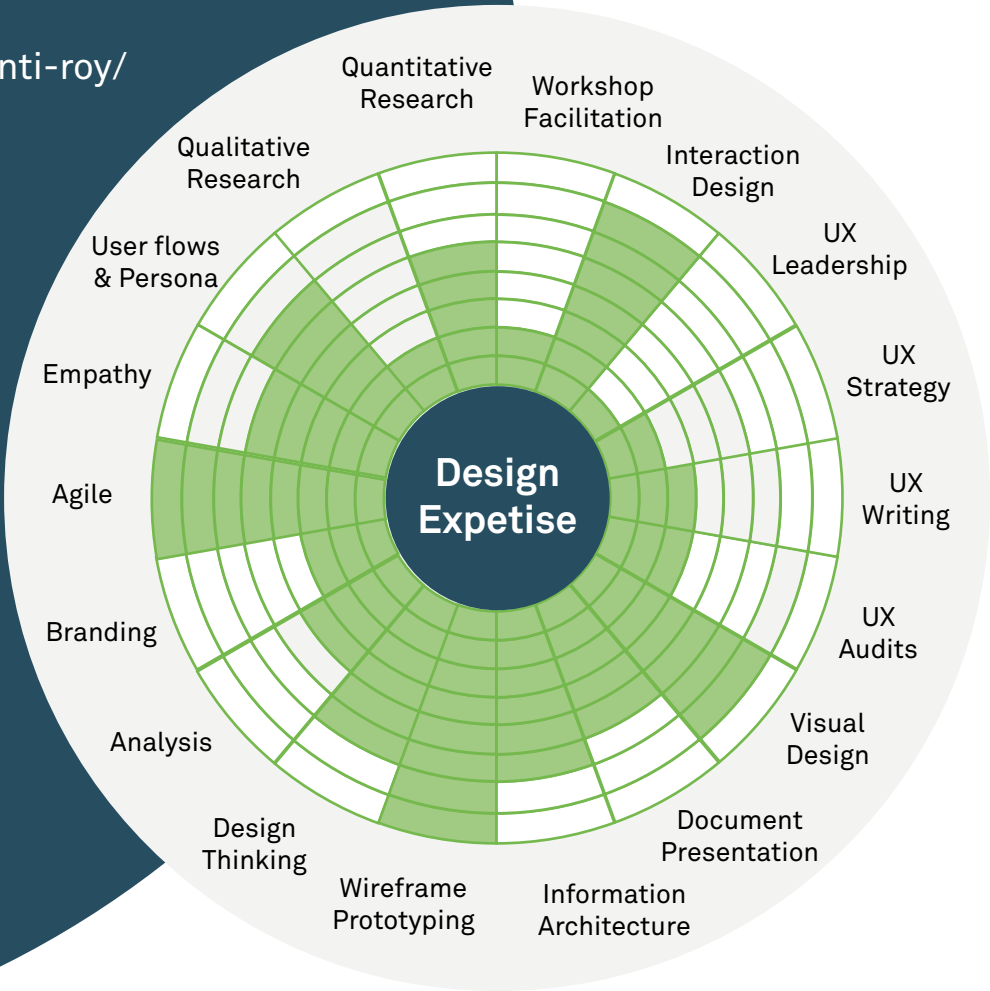 nti-roy/
Quantitative
Research
Workshop
Facilitation
Interaction
Design
UX
Leadership
UX
Strategy
UX
Writing
UX
Audits
Visual
Design
Document
Presentation
Information
Architecture
Wireframe
Prototyping
Design
Thinking
Analysis
Branding
Agile
Empathy
User flows
& Persona
Qualitative
Research
Design
Expetise